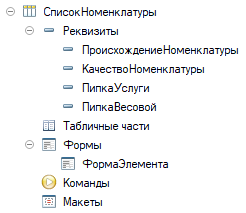 СписокНоменклатуры
Реквизиты
ПроисхождениеНоменклатуры
КачествоНоменклатуры
ПипкаУслуги
ПипкаВесовой
Табличные части
Формы
ФормаЭлемента
Команды
Макеты